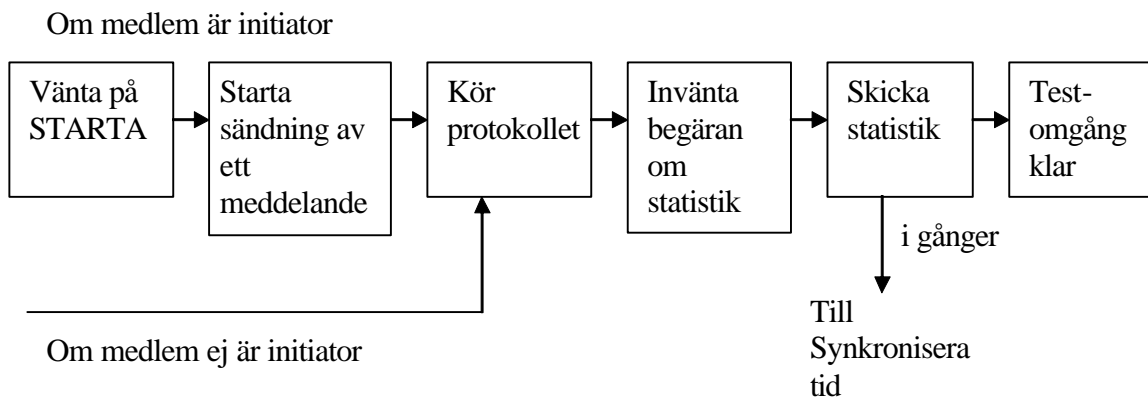 Om medlem är initiator
Vänta på
STARTA
Starta
sändning av
ett
meddelande
Kör
protokollet
Invänta
begäran
om
statistik
Skicka
statistik
Test-
omgång
klar
i gånger
Till
Synkronisera
tid
Om medlem ej är initiator